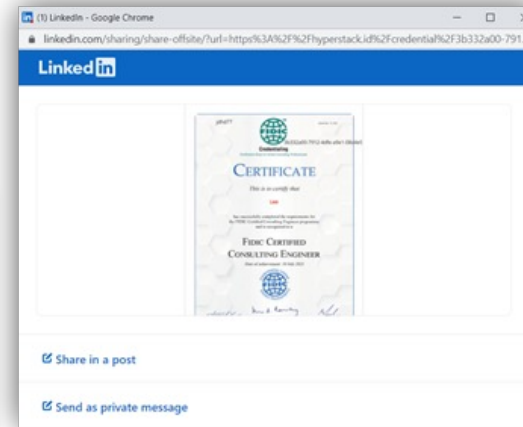 (1) LinkedIn - Google Chrome
linkedin.com/sharing/share-offsite/?url=https%3A%2F%2Fhyperstack.id%2Fcredential%2F3b332a00-791
Linked in
FIDIC
Credentialing
CERTIFICATE
This is to certify that
has successfully completed the requirements for
the FIDIC Certified Consulting Engineer programme
and is recognised as a
FIDIC CERTIFIED
CONSULTING ENGINEER
FIDIC
Share in a post
Send as private message